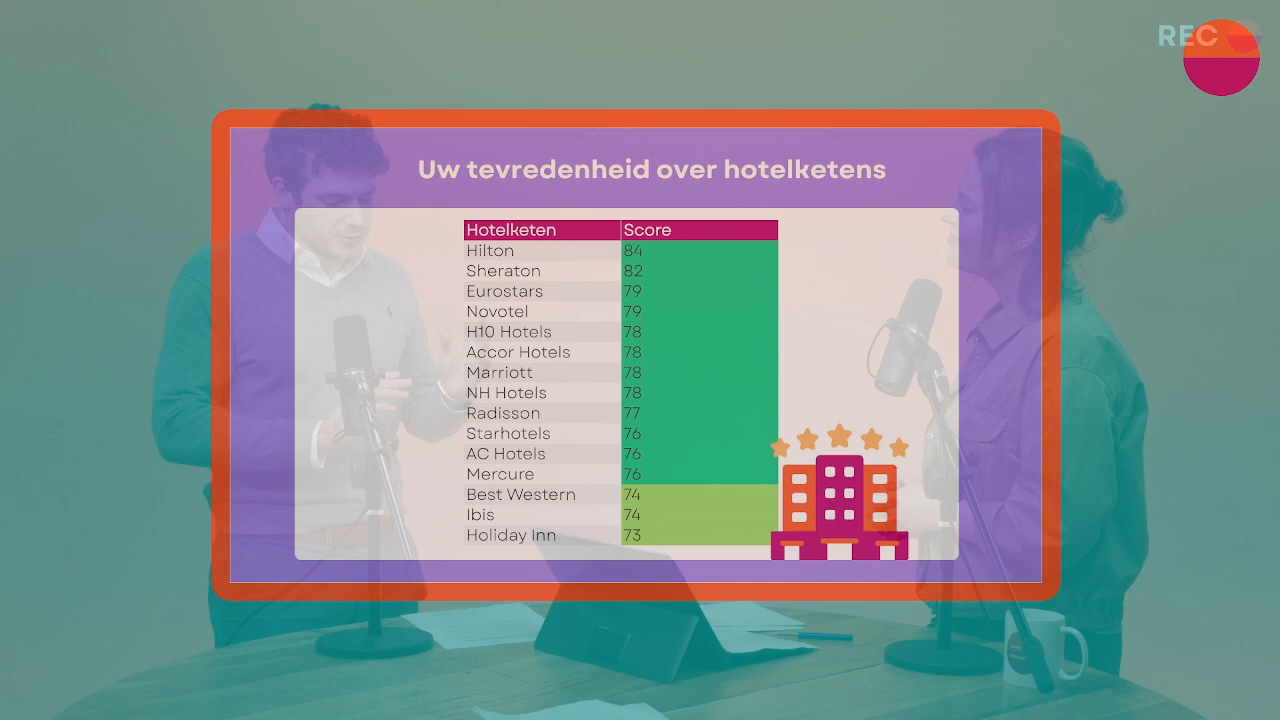 REC
Uw tevredenheid over hotelketens
Hotelketen Score
Hilton 84
Sheraton 82
Eurostars 79
Novotel 79
H10 Hotels 78
Accor Hotels 78
Marriott 78
NH Hotels 78
Radisson 77
Starhotels 76
AC Hotels 76
Mercure 76
Best Western 74
Ibis 74
Holiday Inn 73